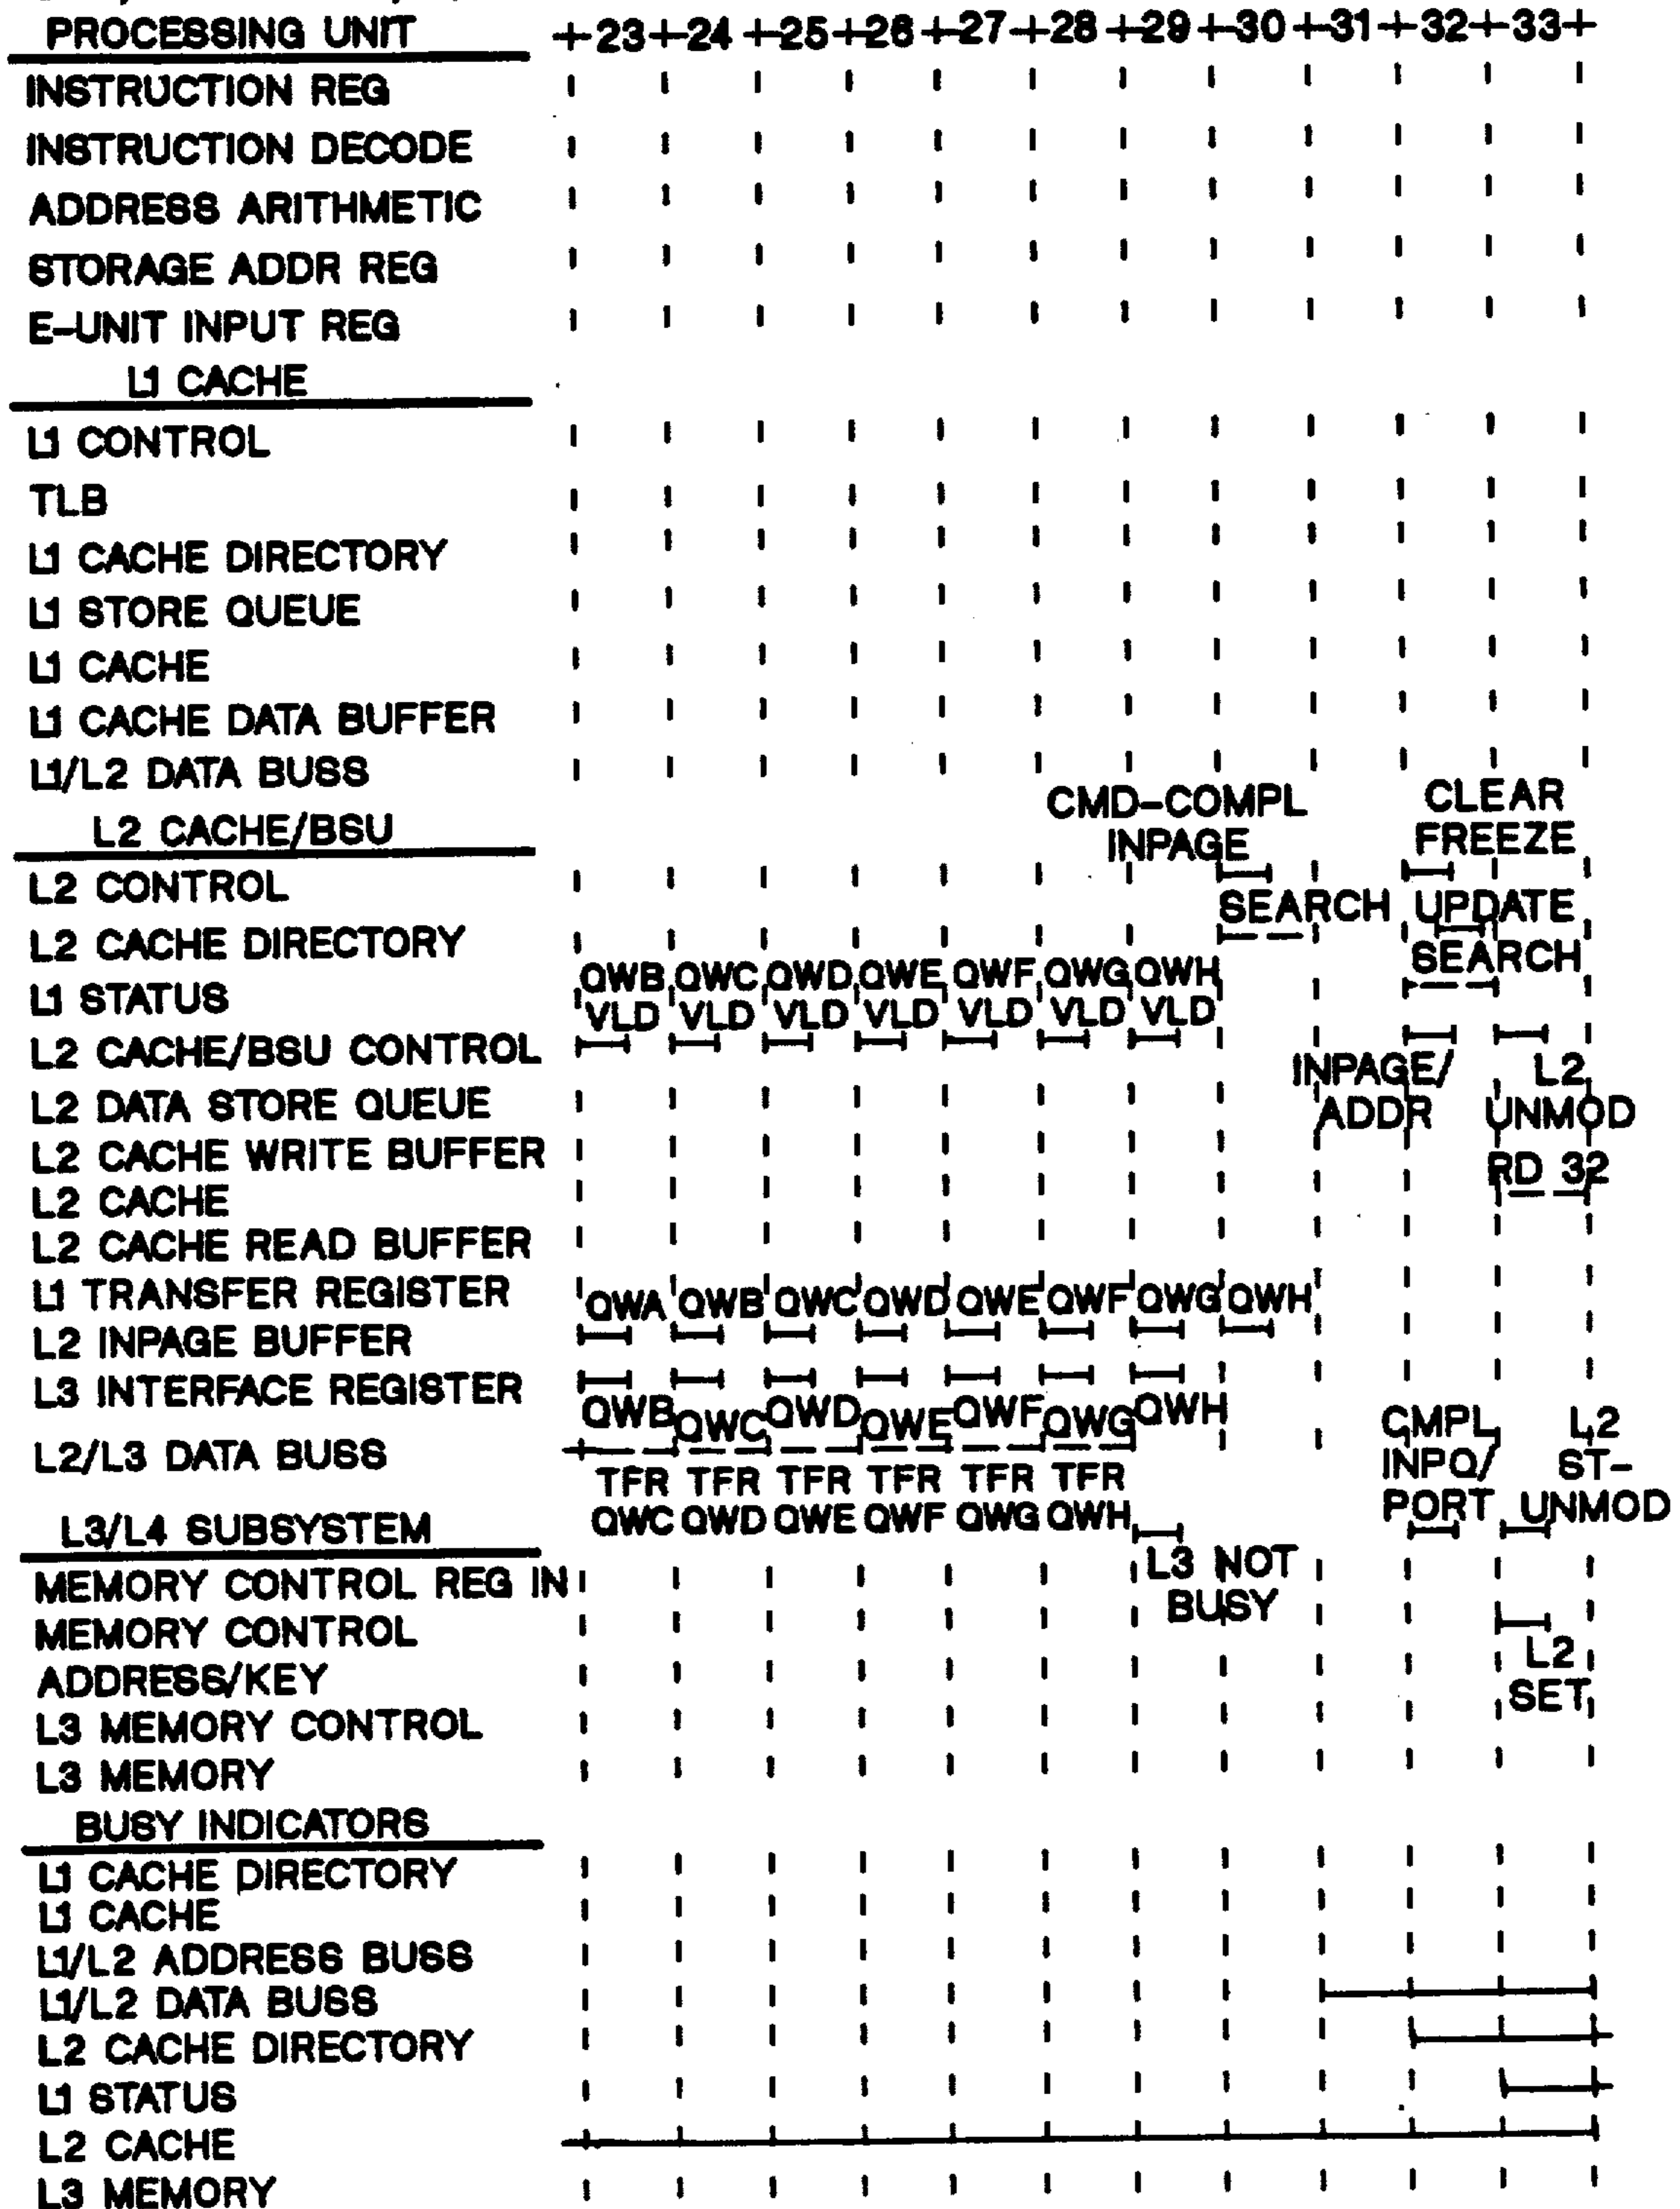 PROCESSING UNIT +23+24+25+26+27+28+29+30+31+32+33+
INSTRUCTION REG
INSTRUCTION DECODE
ADDRESS ARITHMETIC
STORAGE ADDR REG
E-UNIT INPUT REG
L1 CACHE
L1 CONTROL
TLB
L1 CACHE DIRECTORY
L1 STORE QUEUE
L1 CACHE
L1 CACHE DATA BUFFER
L1/L2 DATA BUSS
CMD-COMPL CLEAR
L2 CACHE/BSU INPAGE FREEZE
L2 CONTROL
SEARCH UPDATE
L2 CACHE DIRECTORY
SEARCH
QWB QWC QWD QWE QWF QWG QWH
L1 STATUS
VLD VLD VLD VLD VLD VLD VLD
L2 CACHE/BSU CONTROL
INPAGE/ L2
L2 DATA STORE QUEUE ADDR UNMOD
L2 CACHE WRITE BUFFER
RD 32
L2 CACHE
L2 CACHE READ BUFFER
L1 TRANSFER REGISTER
QWA QWB QWC QWD QWE QWF QWG QWH
L2 INPAGE BUFFER
L3 INTERFACE REGISTER
QWB QWC QWD QWE QWF QWG QWH CMPL L2
L2/L3 DATA BUSS
TFR TFR TFR TFR TFR TFR INPQ/ ST-
QWC QWD QWE QWF QWG QWH PORT UNMOD
L3/L4 SUBSYSTEM
MEMORY CONTROL REG IN L3 NOT
BUSY
MEMORY CONTROL
L2
ADDRESS/KEY
SET
L3 MEMORY CONTROL
L3 MEMORY
BUSY INDICATORS
L1 CACHE DIRECTORY
L1 CACHE
L1/L2 ADDRESS BUSS
L1/L2 DATA BUSS
L2 CACHE DIRECTORY
L1 STATUS
L2 CACHE
L3 MEMORY